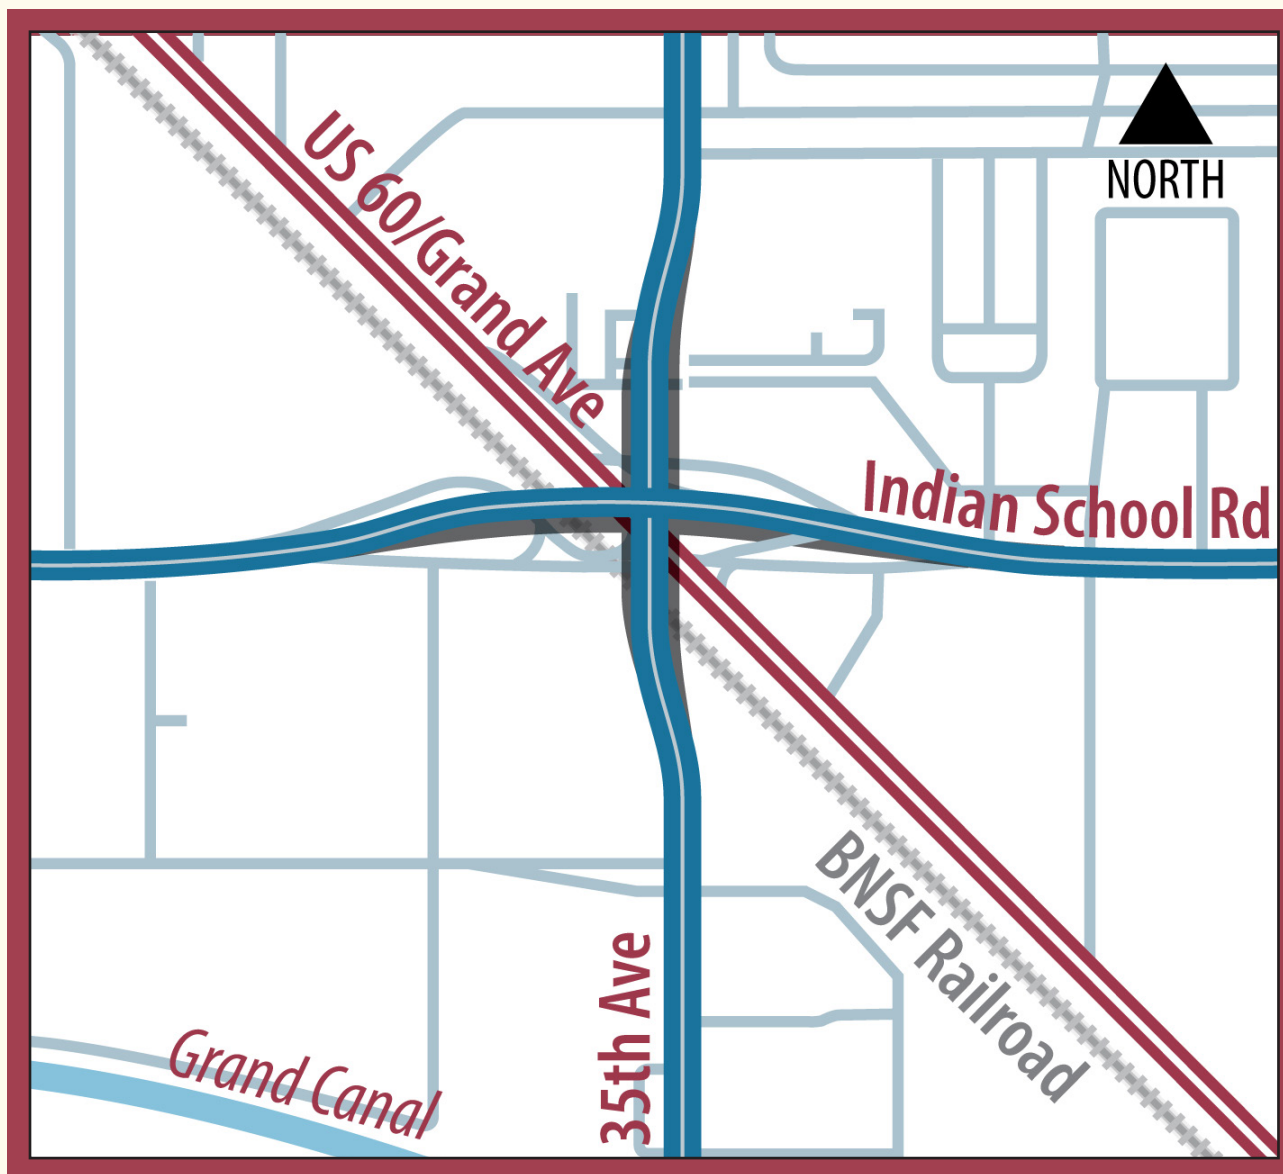 NORTH
US 60/Grand Ave
Indian School Rd
BNSF Railroad
35th Ave
Grand Canal